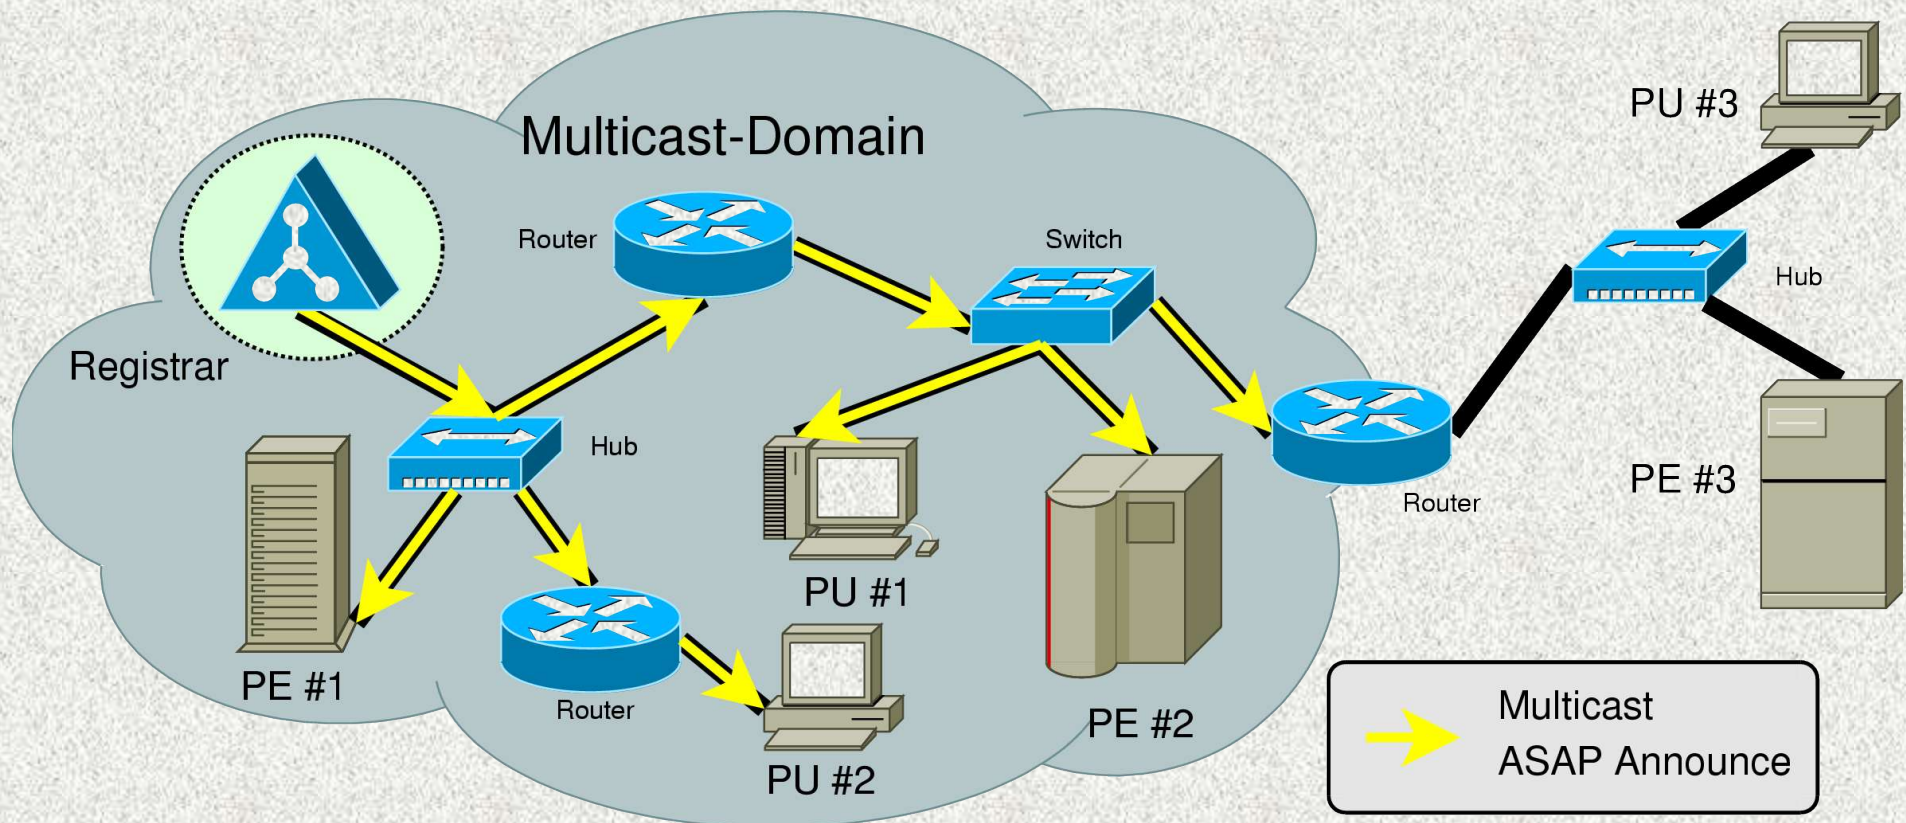 Multicast-Domain
PU #3
Router
Switch
Hub
Registrar
Hub
PE #3
Router
PU #1
PE #1
Router
PE #2
PU #2
Multicast
ASAP Announce